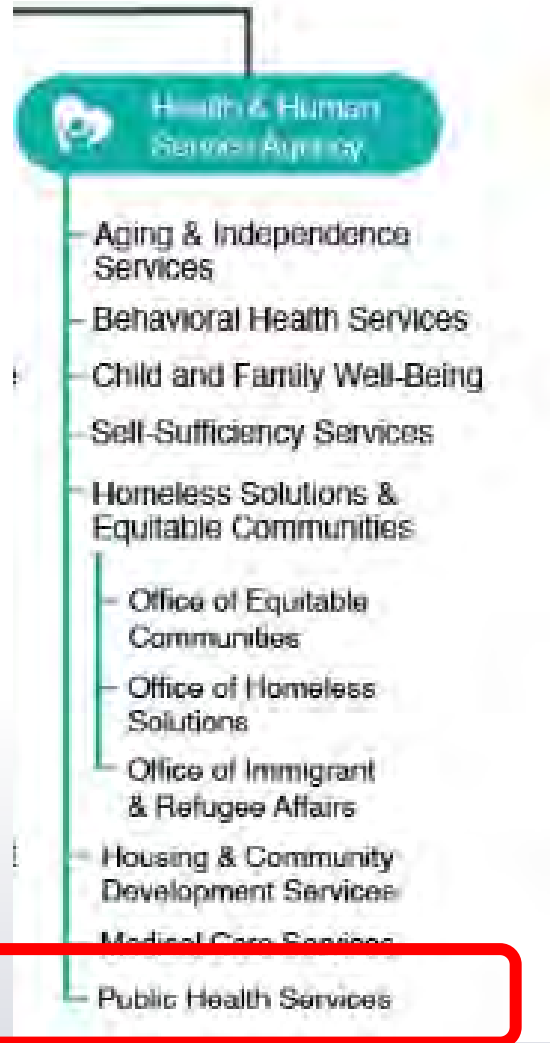 Health & Human
Service Agency
Aging & Independence
Services
Behavioral Health Services
Child and Family Well-Being
Self-Sufficiency Services
Homeless Solutions &
Equitable Communities
Office of Equitable
Communities
Office of Homeless
Solutions
Office of Immigrant
& Refugee Affairs
Housing & Community
Development Services
Medical Care Services
Public Health Services